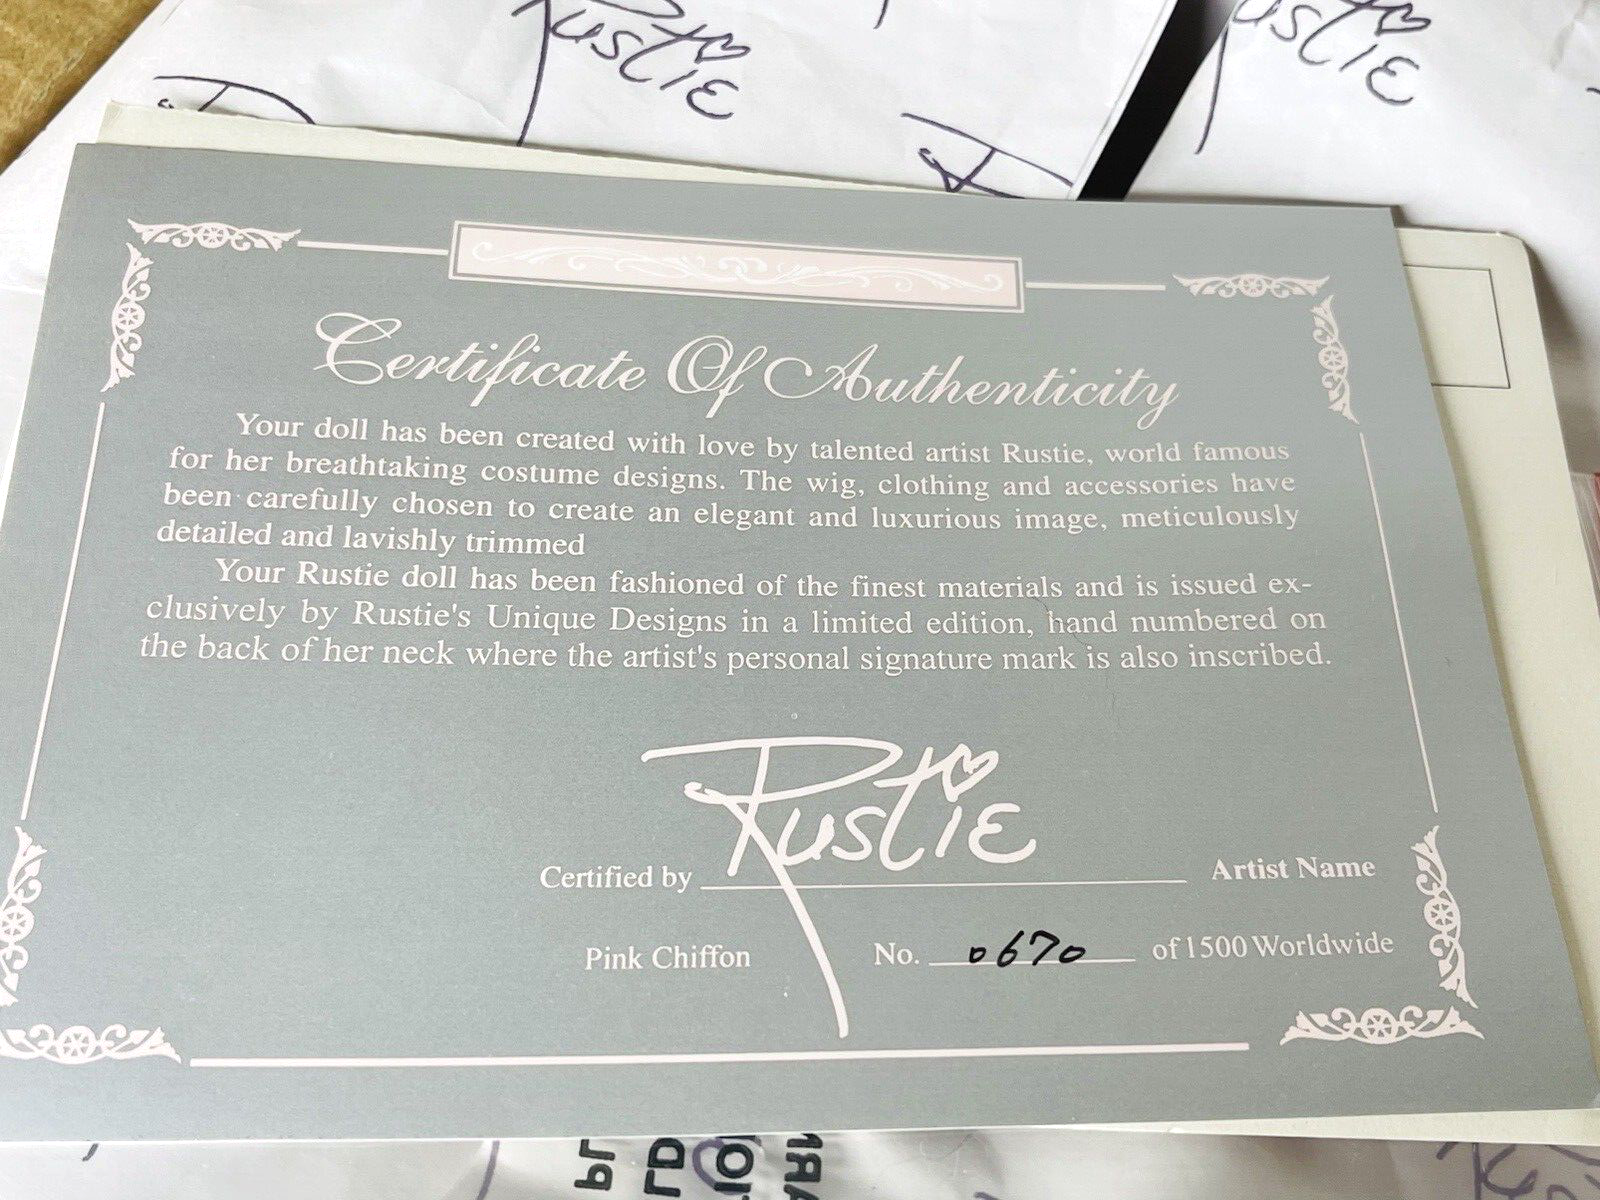 Rustie
Rustie
Certificate Of Authenticity
Your doll has been created with love by talented artist Rustie, world famous
for her breathtaking costume designs. The wig, clothing and accessories have
been carefully chosen to create an elegant and luxurious image, meticulously
detailed and lavishly trimmed
Your Rustie doll has been fashioned of the finest materials and is issued ex-
clusively by Rustie's Unique Designs in a limited edition, hand numbered on
the back of her neck where the artist's personal signature mark is also inscribed.
Rustie
Certified by Artist Name
Pink Chiffon No. 0670 of 1500 Worldwide